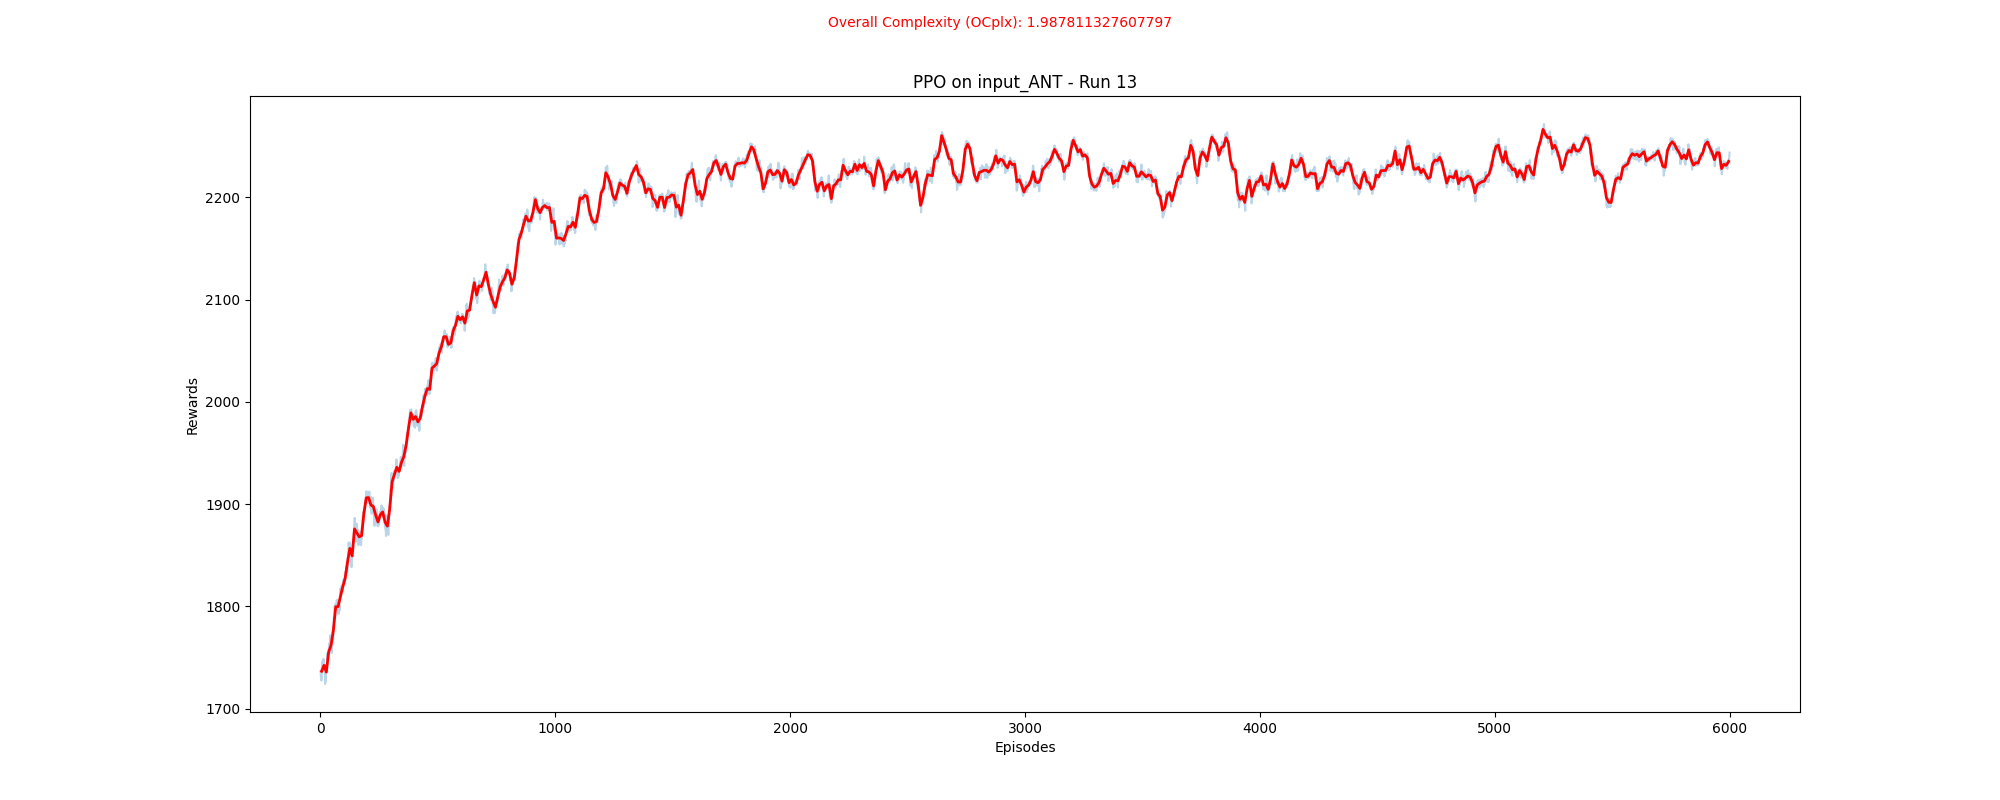 Overall Complexity (OCplx): 1.987811327607797
PPO on input_ANT - Run 13
Rewards
2200
2100
2000
1900
1800
1700
0 1000 2000 3000 4000 5000 6000
Episodes